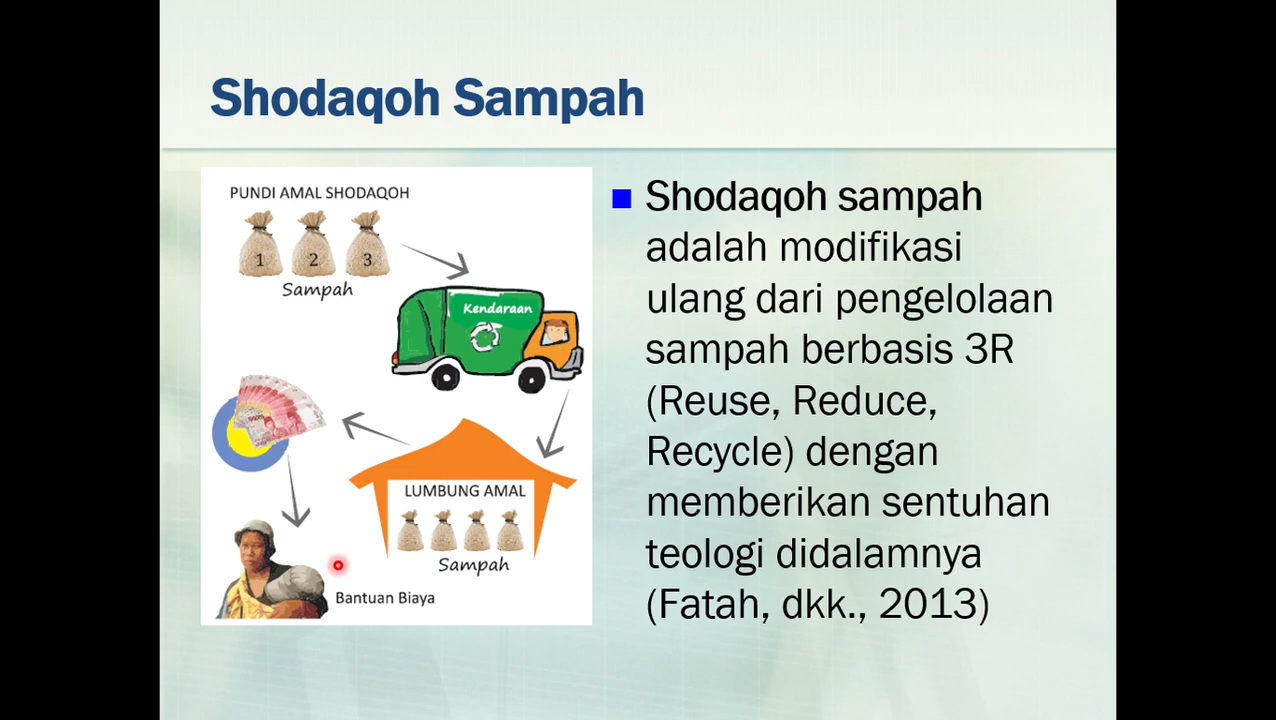 Shodaqoh Sampah
PUNDI AMAL SHODAQOH
1 2 3
Sampah
Kendaraan
LUMBUNG AMAL
Sampah
Bantuan Biaya
Shodaqoh sampah
adalah modifikasi
ulang dari pengelolaan
sampah berbasis 3R
(Reuse, Reduce,
Recycle) dengan
memberikan sentuhan
teologi didalamnya
(Fatah, dkk., 2013)